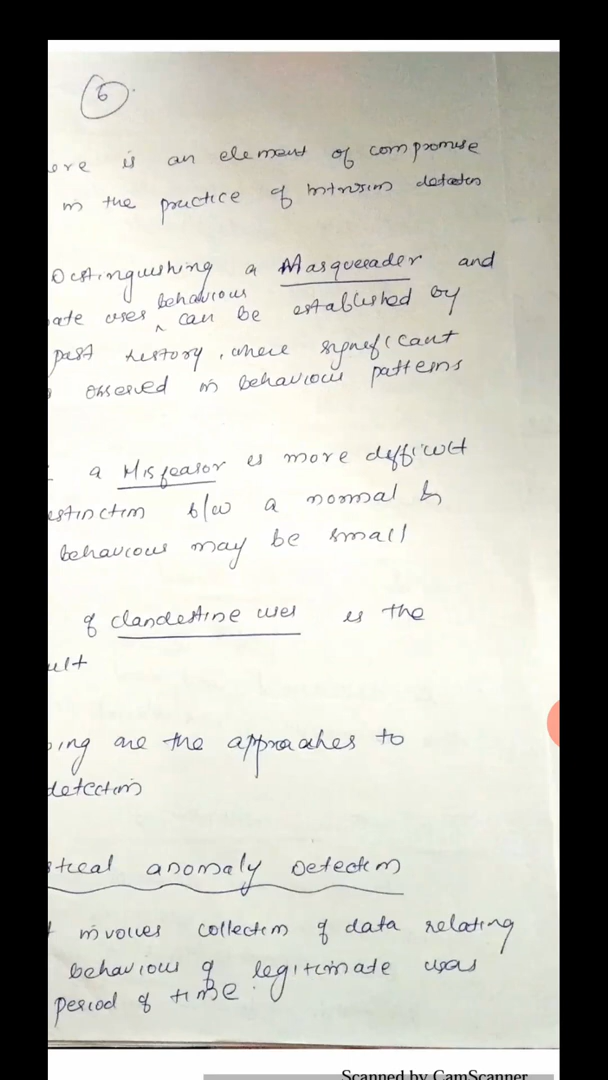 6
ere is an element of compromise
in the practice of intrusion detection
Distinguishing a Masquerader and
ate user behaviour can be established by
past history, where significant
observed in behaviour patterns
a Misfeasor is more difficult
stinction b/w a normal &
behaviour may be small
of clandestine user is the
ult
ing are the approaches to
detection
stical anomaly Detection
involves collection of data relating
behaviour of legitimate users
period of time.
Scanned by CamScanner